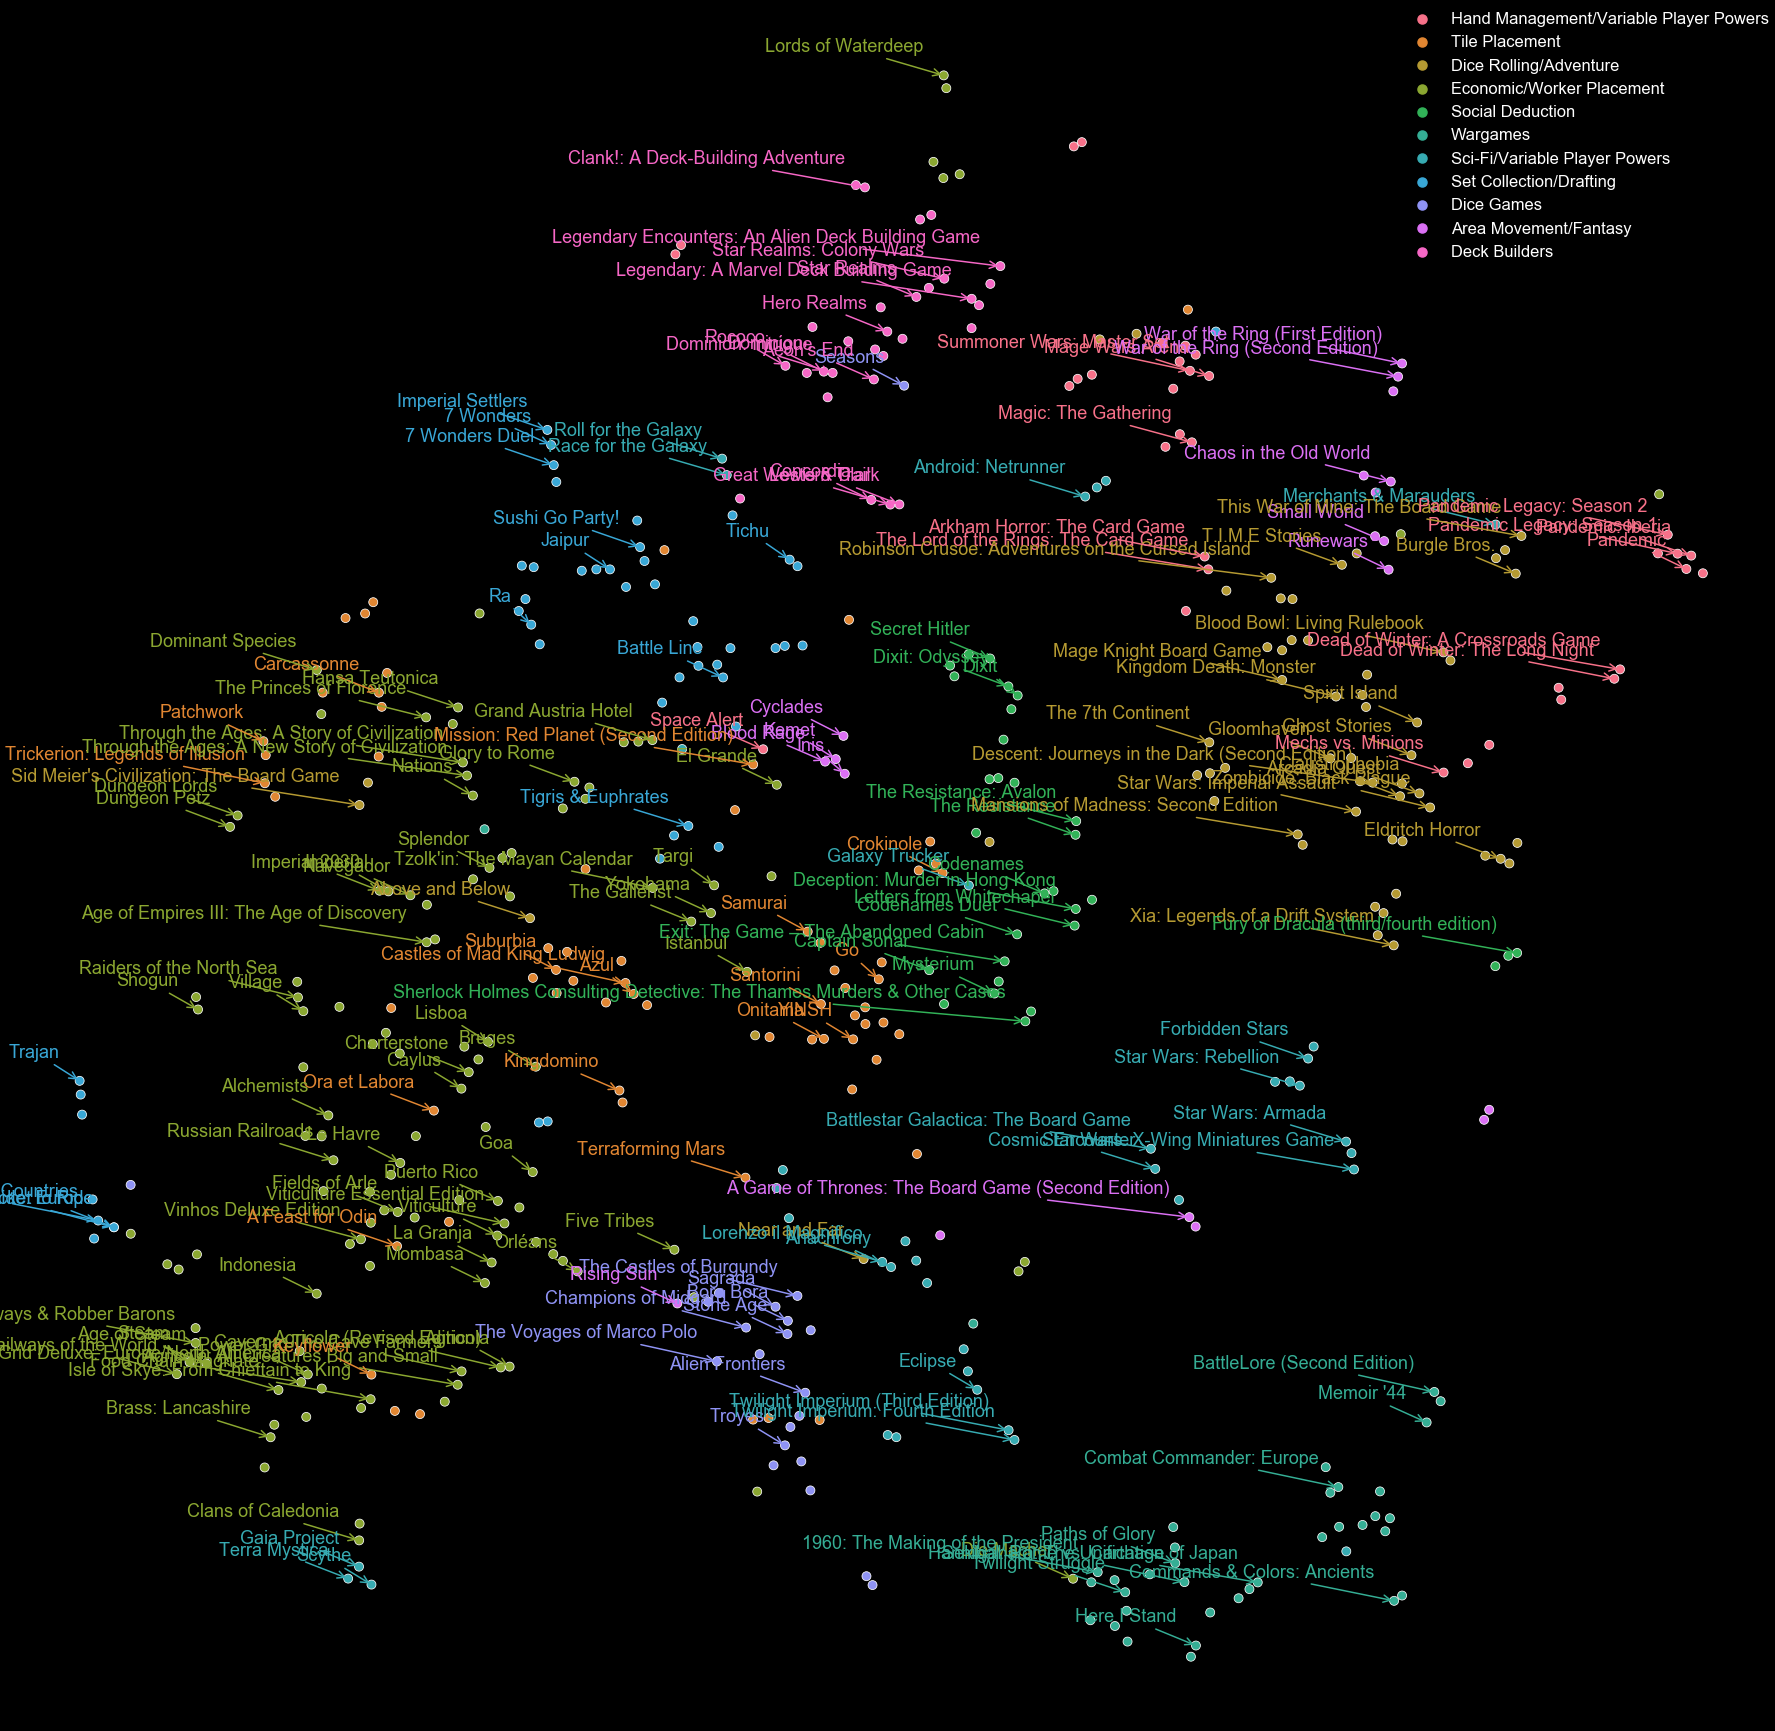 Hand Management/Variable Player Powers
Tile Placement
Dice Rolling/Adventure
Economic/Worker Placement
Social Deduction
Wargames
Sci-Fi/Variable Player Powers
Set Collection/Drafting
Dice Games
Area Movement/Fantasy
Deck Builders
Lords of Waterdeep
Clank!: A Deck-Building Adventure
Legendary Encounters: An Alien Deck Building Game
Star Realms: Colony Wars
Star Realms
Legendary: A Marvel Deck Building Game
Hero Realms
Rococo
Dominion: Intrigue
Dominion
Aeon's End
Seasons
Summoner Wars: Master Set
Mage Wars Arena
War of the Ring (First Edition)
War of the Ring (Second Edition)
Imperial Settlers
7 Wonders
7 Wonders Duel
Roll for the Galaxy
Race for the Galaxy
Magic: The Gathering
Chaos in the Old World
Concordia
Great Western Trail
Lewis & Clark
Android: Netrunner
Merchants & Marauders
This War of Mine: The Board Game
Small World
Pandemic Legacy: Season 2
Pandemic Legacy: Season 1
Pandemic: Iberia
Pandemic
Sushi Go Party!
Jaipur
Tichu
Arkham Horror: The Card Game
The Lord of the Rings: The Card Game
T.I.M.E Stories
Runewars
Burgle Bros.
Robinson Crusoe: Adventures on the Cursed Island
Ra
Blood Bowl: Living Rulebook
Dominant Species
Carcassonne
Battle Line
Secret Hitler
Dixit: Odyssey
Dixit
Mage Knight Board Game
Dead of Winter: A Crossroads Game
Dead of Winter: The Long Night
Kingdom Death: Monster
Hansa Teutonica
The Princes of Florence
Spirit Island
Patchwork
Grand Austria Hotel
Space Alert
Cyclades
The 7th Continent
Gloomhaven
Ghost Stories
Through the Ages: A Story of Civilization
Through the Ages: A New Story of Civilization
Mission: Red Planet (Second Edition)
Blood Rage
Kemet
Inis
Mechs vs. Minions
Trickerion: Legends of Illusion
Glory to Rome
El Grande
Descent: Journeys in the Dark (Second Edition)
Claustrophobia
Nations
Sid Meier's Civilization: The Board Game
Arcadia Quest
Zombicide: Black Plague
Star Wars: Imperial Assault
Dungeon Lords
Dungeon Petz
Tigris & Euphrates
The Resistance: Avalon
The Resistance
Mansions of Madness: Second Edition
Eldritch Horror
Splendor
Crokinole
Galaxy Trucker
Codenames
Imperial 2030
Imperial
Navegador
Tzolk'in: The Mayan Calendar
Targi
Above and Below
Yokohama
The Gallerist
Deception: Murder in Hong Kong
Letters from Whitechapel
Codenames Duet
Age of Empires III: The Age of Discovery
Samurai
Xia: Legends of a Drift System
Fury of Dracula (third/fourth edition)
Suburbia
Castles of Mad King Ludwig
Azul
Istanbul
Exit: The Game – The Abandoned Cabin
Captain Sonar
Go
Mysterium
Raiders of the North Sea
Shogun
Village
Santorini
Sherlock Holmes Consulting Detective: The Thames Murders & Other Cases
Onitama
YINSH
Lisboa
Bruges
Charterstone
Caylus
Kingdomino
Trajan
Forbidden Stars
Star Wars: Rebellion
Alchemists
Ora et Labora
Star Wars: Armada
Battlestar Galactica: The Board Game
Cosmic Encounter
Star Wars: X-Wing Miniatures Game
Russian Railroads
Le Havre
Goa
Terraforming Mars
A Game of Thrones: The Board Game (Second Edition)
Puerto Rico
Fields of Arle
Viticulture Essential Edition
Viticulture
Countries
Vinhos Deluxe Edition
A Feast for Odin
La Granja
Mombasa
Orléans
Five Tribes
Near and Far
Lorenzo il Magnifico
Anachrony
Indonesia
The Castles of Burgundy
Rising Sun
Sagrada
Bora Bora
Champions of Midgard
Stone Age
The Voyages of Marco Polo
ways & Robber Barons
Age of Steam
Steam
ailways of the World
Agricola (Revised Edition)
Agricola
Caverna: The Cave Farmers
Keyflower
Food Chain Magnate
Isle of Skye: From Chieftain to King
Alien Frontiers
Eclipse
BattleLore (Second Edition)
Memoir '44
Brass: Lancashire
Troyes
Twilight Imperium (Third Edition)
Twilight Imperium: Fourth Edition
Combat Commander: Europe
Clans of Caledonia
Gaia Project
Terra Mystica
Scythe
1960: The Making of the President
Paths of Glory
Twilight Struggle
Commands & Colors: Ancients
Here I Stand